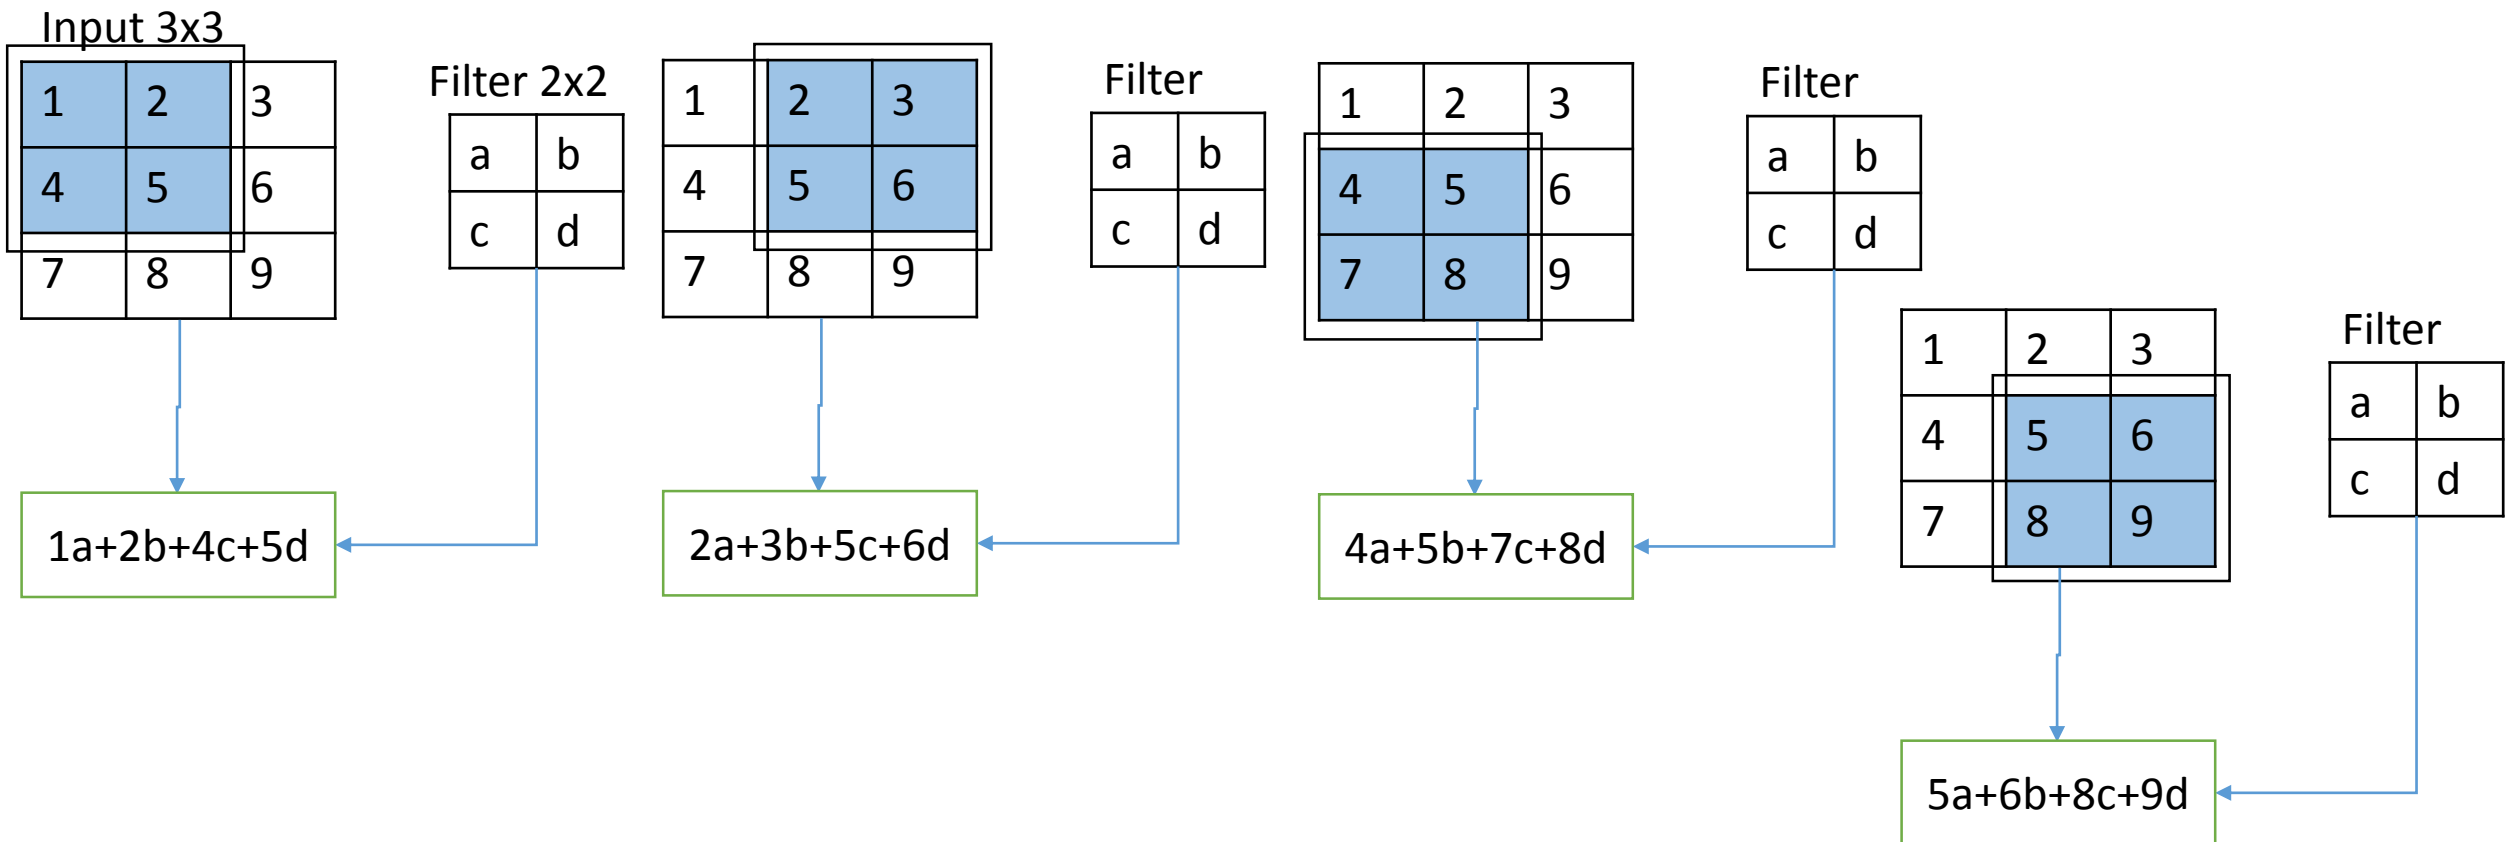 Input 3x3
1 2 3
4 5 6
7 8 9
Filter 2x2
a b
c d
1a+2b+4c+5d
1 2 3
4 5 6
7 8 9
Filter
a b
c d
2a+3b+5c+6d
1 2 3
4 5 6
7 8 9
Filter
a b
c d
4a+5b+7c+8d
1 2 3
4 5 6
7 8 9
Filter
a b
c d
5a+6b+8c+9d